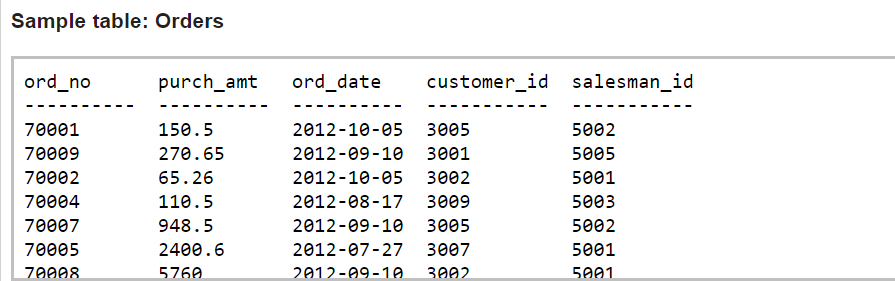 Sample table: Orders
ord_no purch_amt ord_date customer_id salesman_id
---------- ---------- ---------- ----------- -----------
70001 150.5 2012-10-05 3005 5002
70009 270.65 2012-09-10 3001 5005
70002 65.26 2012-10-05 3002 5001
70004 110.5 2012-08-17 3009 5003
70007 948.5 2012-09-10 3005 5002
70005 2400.6 2012-07-27 3007 5001
70008 5760 2012-09-10 3002 5001